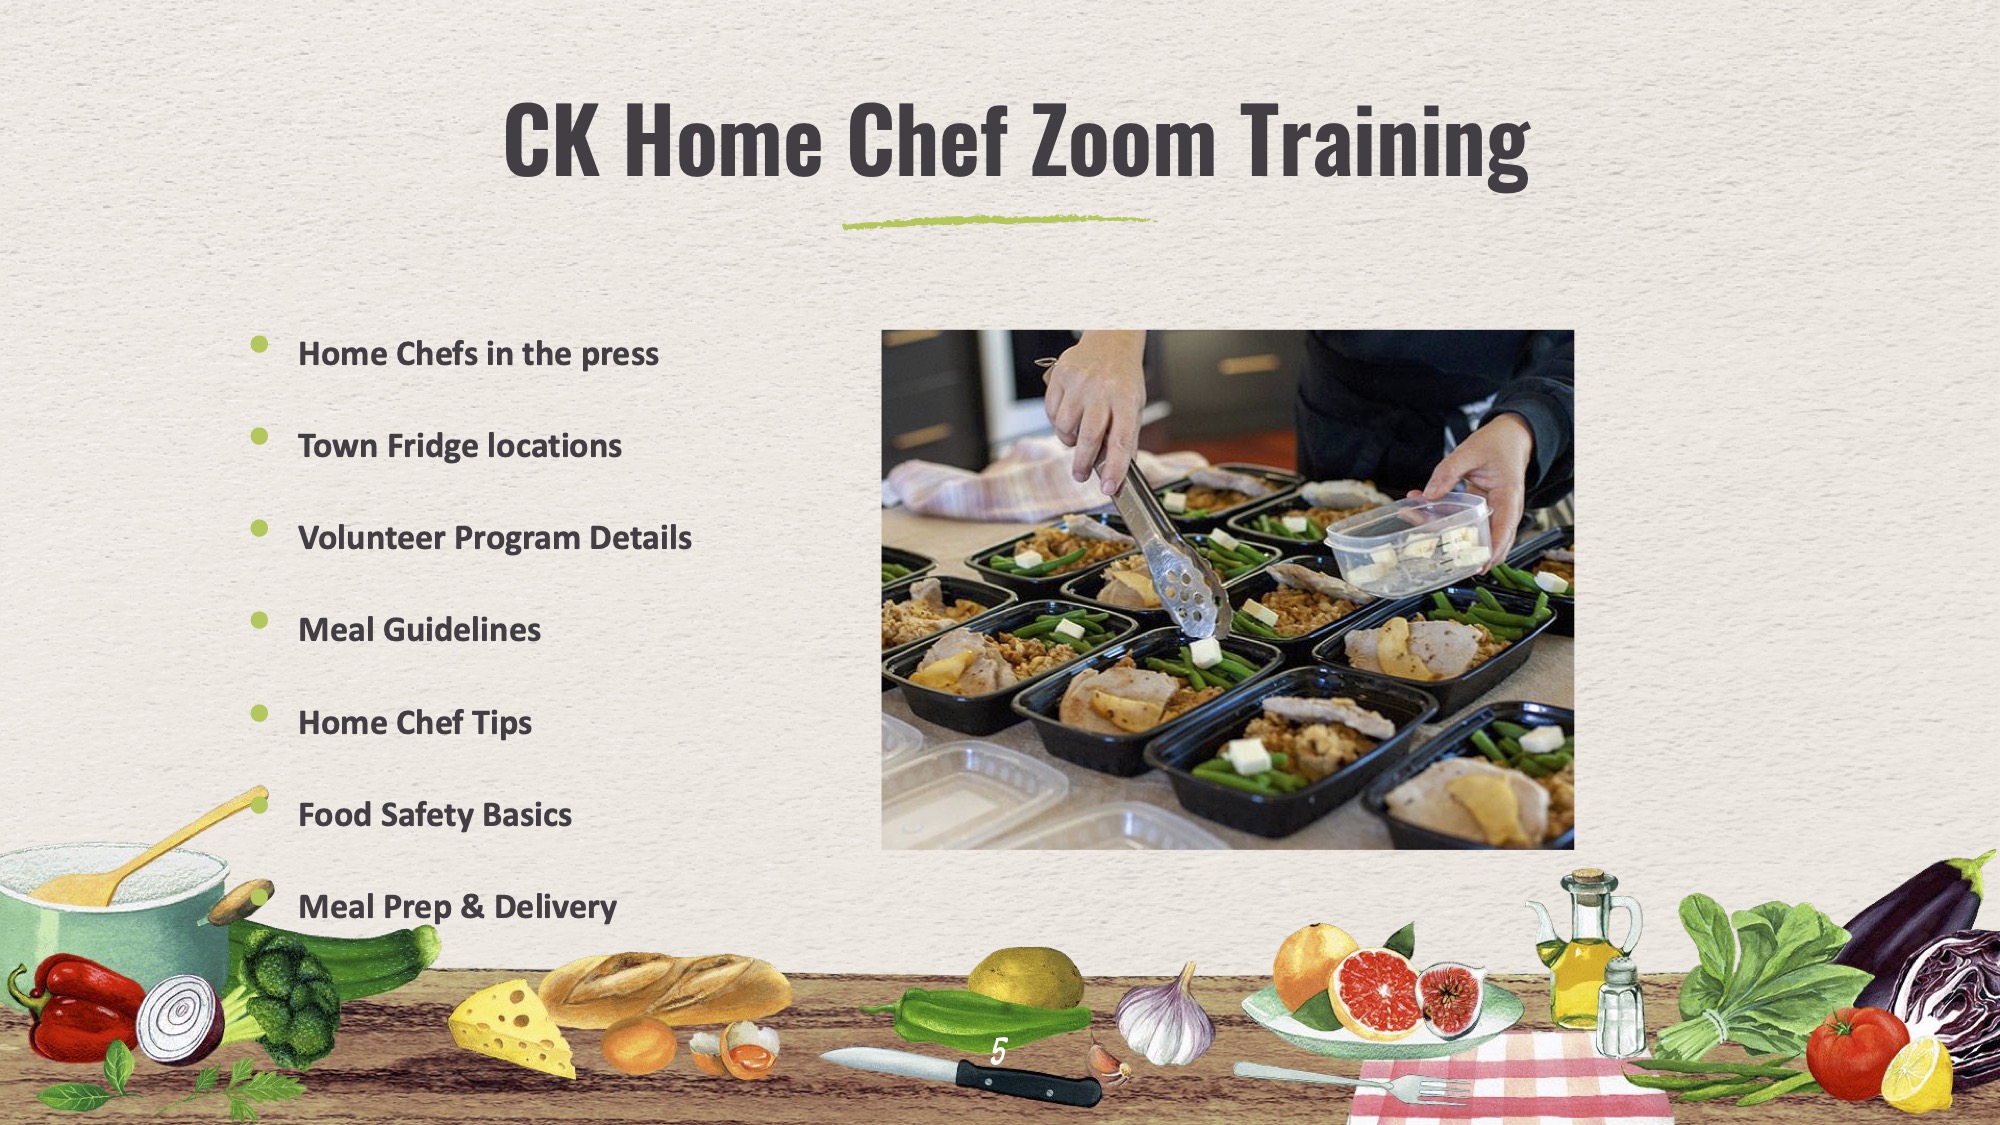 CK Home Chef Zoom Training
Home Chefs in the press
Town Fridge locations
Volunteer Program Details
Meal Guidelines
Home Chef Tips
Food Safety Basics
Meal Prep & Delivery
5